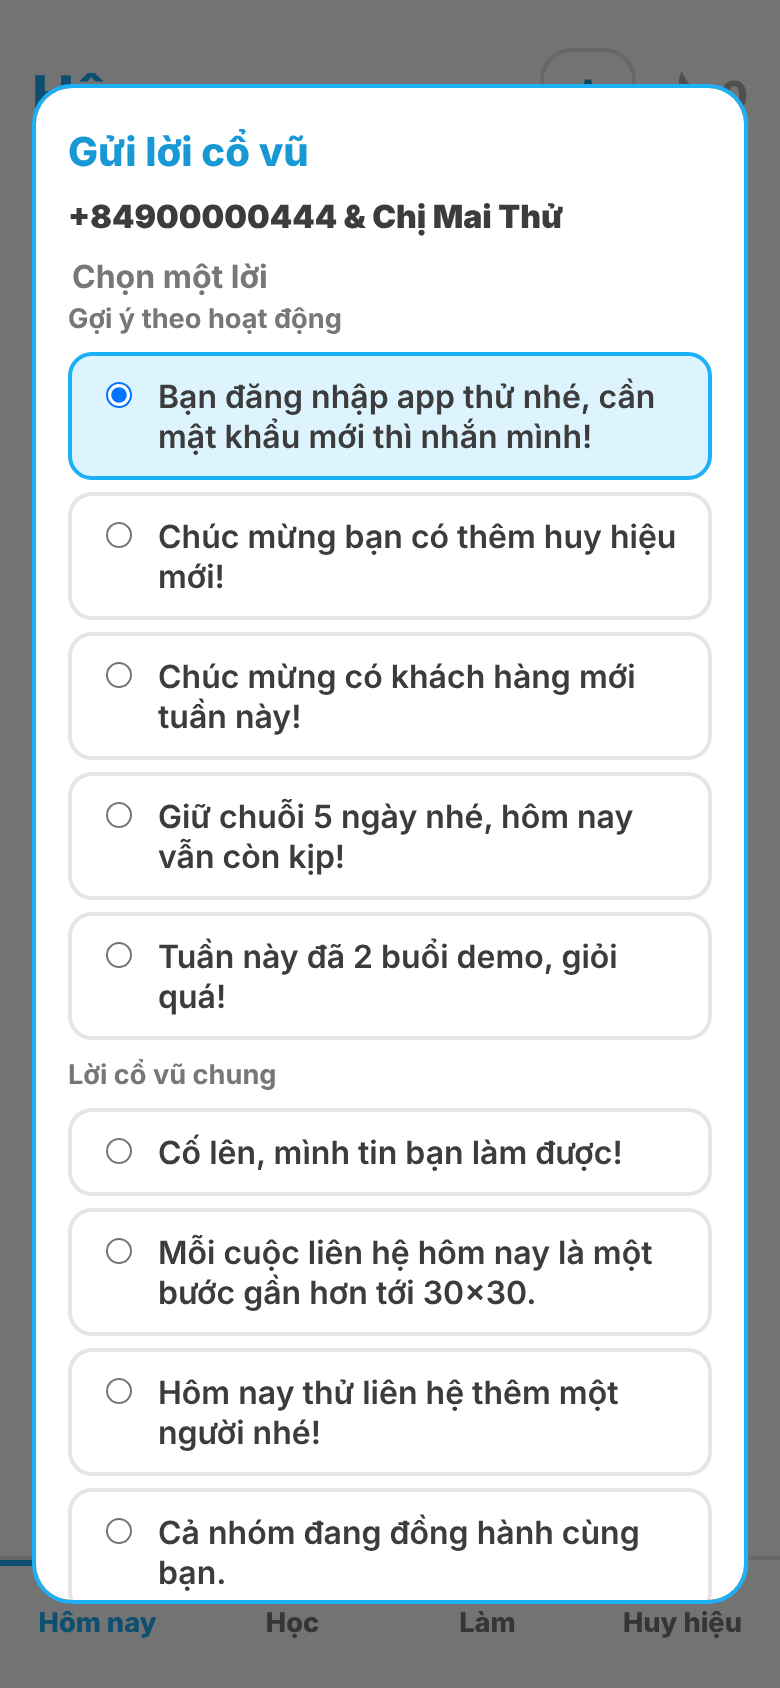 Gửi lời cổ vũ
+84900000444 & Chị Mai Thử
Chọn một lời
Gợi ý theo hoạt động
Bạn đăng nhập app thử nhé, cần
mật khẩu mới thì nhắn mình!
Chúc mừng bạn có thêm huy hiệu
mới!
Chúc mừng có khách hàng mới
tuần này!
Giữ chuỗi 5 ngày nhé, hôm nay
vẫn còn kịp!
Tuần này đã 2 buổi demo, giỏi
quá!
Lời cổ vũ chung
Cố lên, mình tin bạn làm được!
Mỗi cuộc liên hệ hôm nay là một
bước gần hơn tới 30×30.
Hôm nay thử liên hệ thêm một
người nhé!
Cả nhóm đang đồng hành cùng
bạn.
Hôm nay Học Làm Huy hiệu